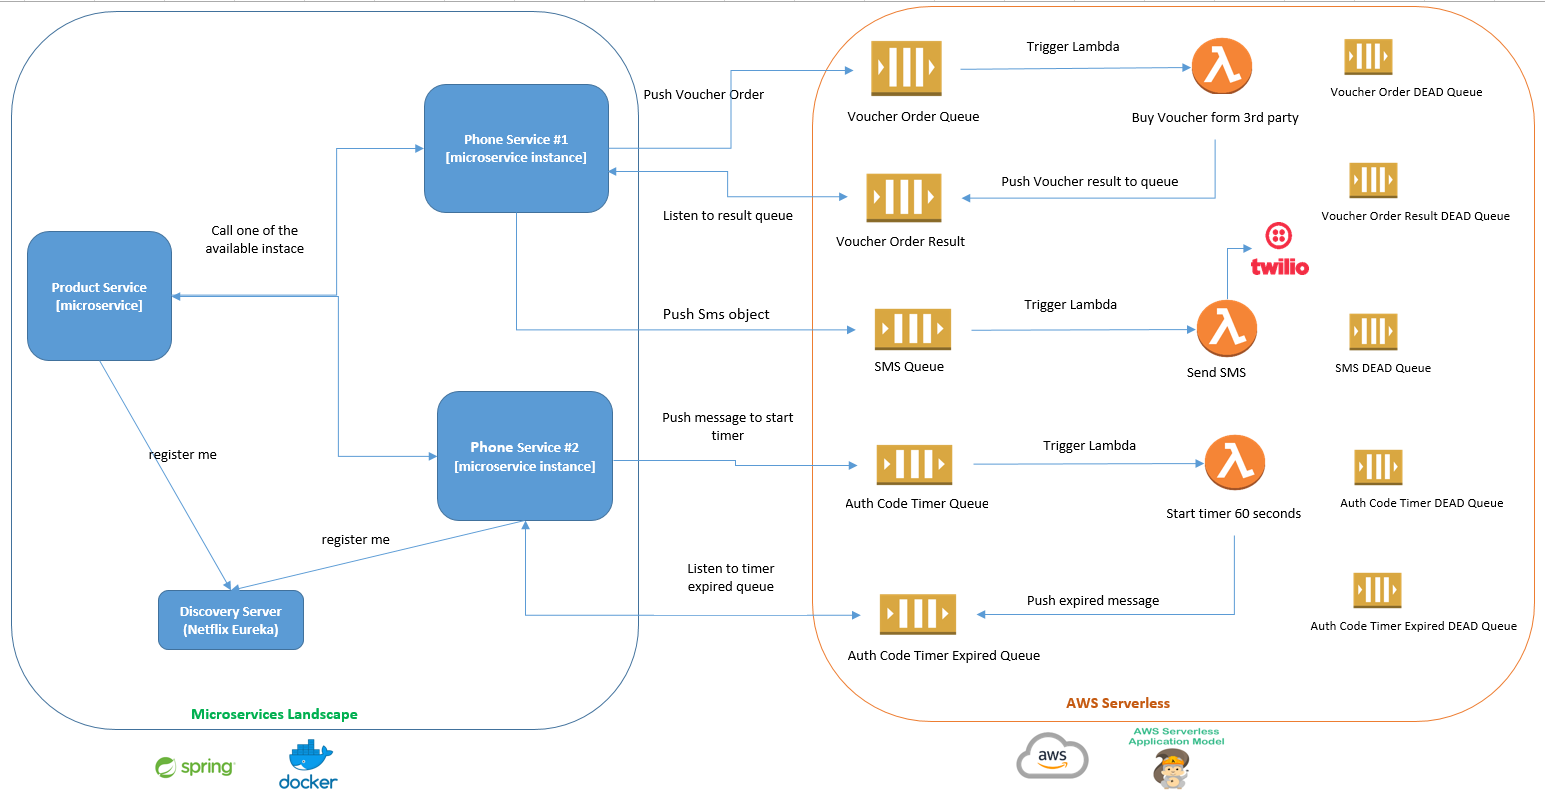 Trigger Lambda
Push Voucher Order
Voucher Order Queue
Buy Voucher form 3rd party
Voucher Order DEAD Queue
Phone Service #1
[microservice instance]
Push Voucher result to queue
Listen to result queue
Voucher Order Result
Voucher Order Result DEAD Queue
Call one of the
available instace
twilio
Product Service
[microservice]
Push Sms object
Trigger Lambda
SMS Queue
Send SMS
SMS DEAD Queue
Push message to start
timer
Phone Service #2
[microservice instance]
Trigger Lambda
register me
Auth Code Timer Queue
Start timer 60 seconds
Auth Code Timer DEAD Queue
register me
Listen to timer
expired queue
Push expired message
Discovery Server
(Netflix Eureka)
Auth Code Timer Expired Queue
Auth Code Timer Expired DEAD Queue
Microservices Landscape
AWS Serverless
spring
docker
aws
AWS Serverless
Application Model